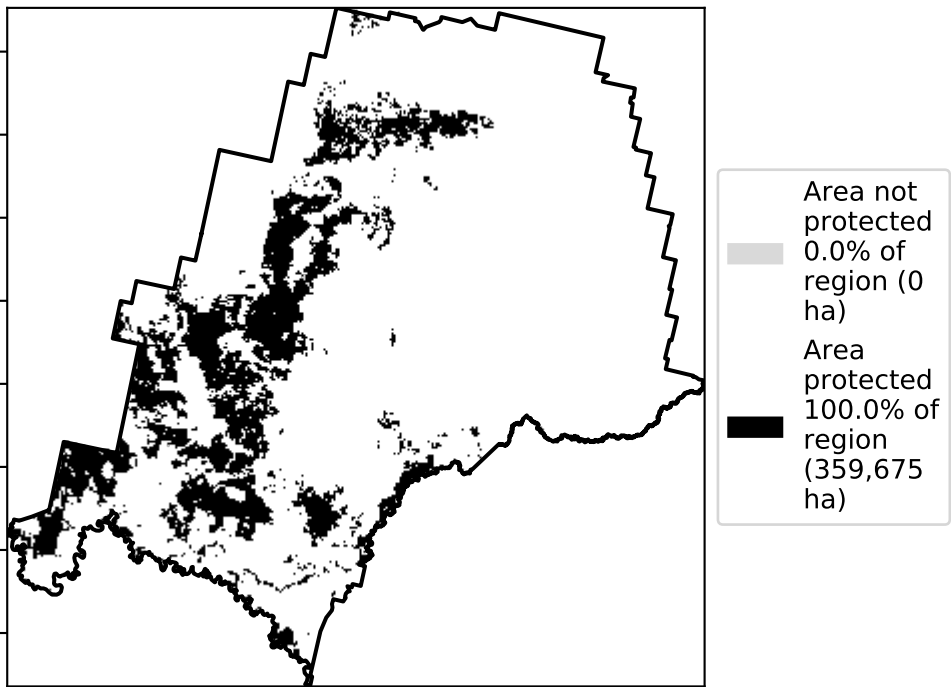 Area not
protected
0.0% of
region (0
ha)
Area
protected
100.0% of
region
(359,675
ha)